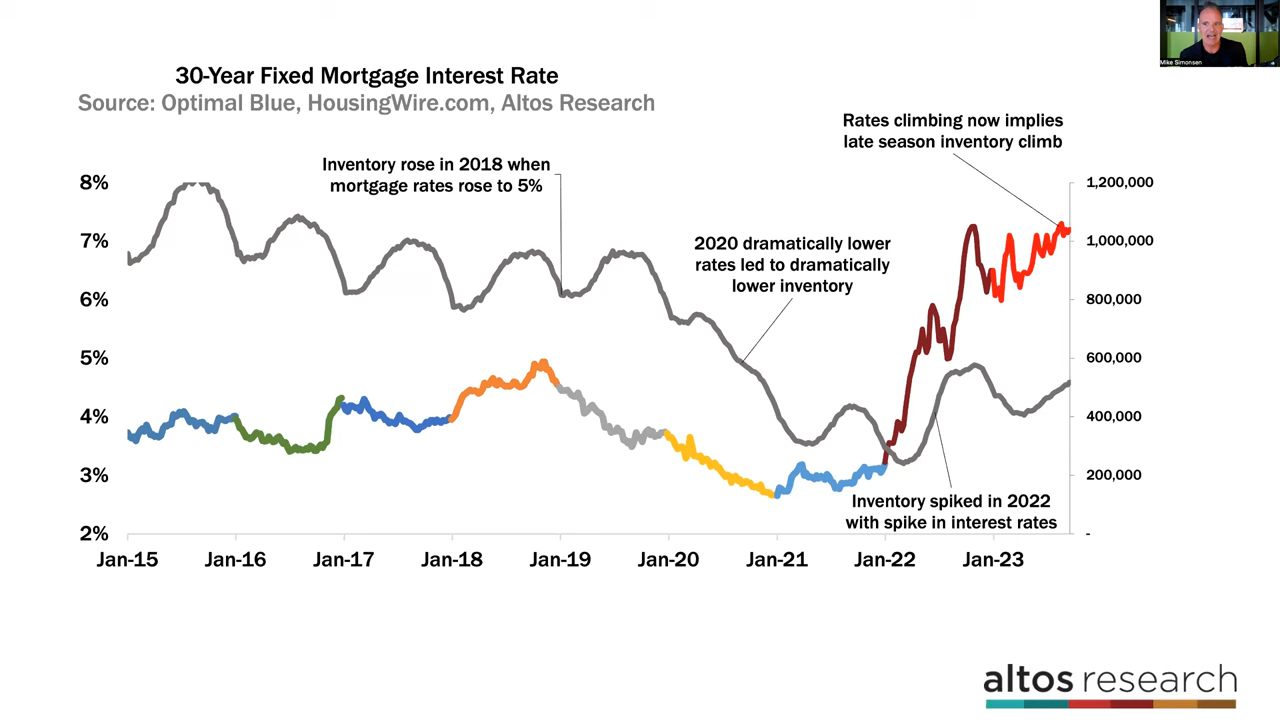 Mike Simonsen
30-Year Fixed Mortgage Interest Rate
Source: Optimal Blue, HousingWire.com, Altos Research
Rates climbing now implies
late season inventory climb
Inventory rose in 2018 when
mortgage rates rose to 5%
2020 dramatically lower
rates led to dramatically
lower inventory
Inventory spiked in 2022
with spike in interest rates
8%
7%
6%
5%
4%
3%
2%
1,200,000
1,000,000
800,000
600,000
400,000
200,000
-
Jan-15 Jan-16 Jan-17 Jan-18 Jan-19 Jan-20 Jan-21 Jan-22 Jan-23
altos research